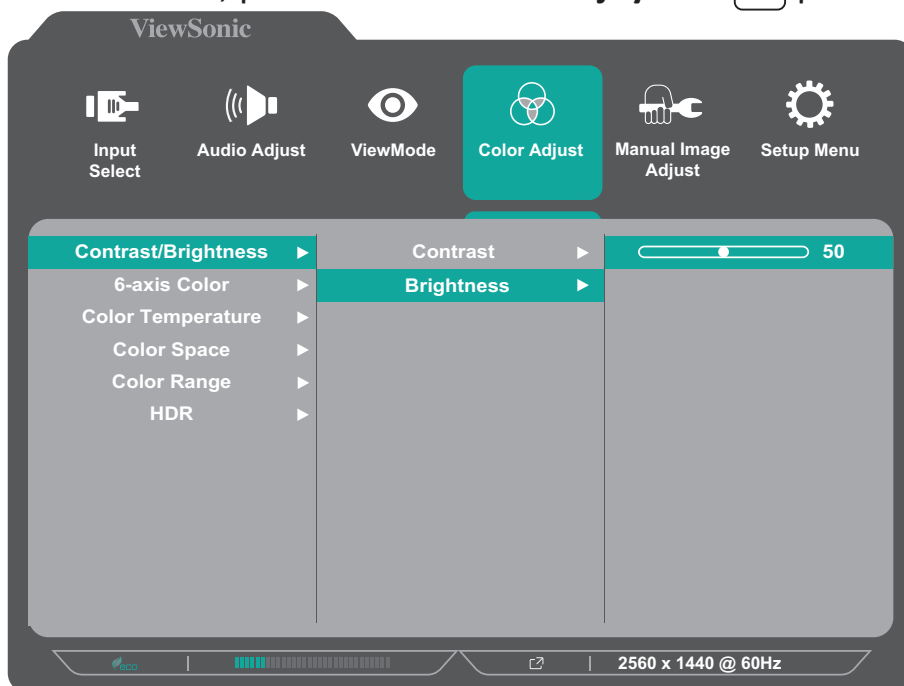 ViewSonic
Input
Select
Audio Adjust
ViewMode
Color Adjust
Manual Image
Adjust
Setup Menu
Contrast/Brightness
Contrast
50
6-axis Color
Brightness
Color Temperature
Color Space
Color Range
HDR
eco
2560 x 1440 @ 60Hz